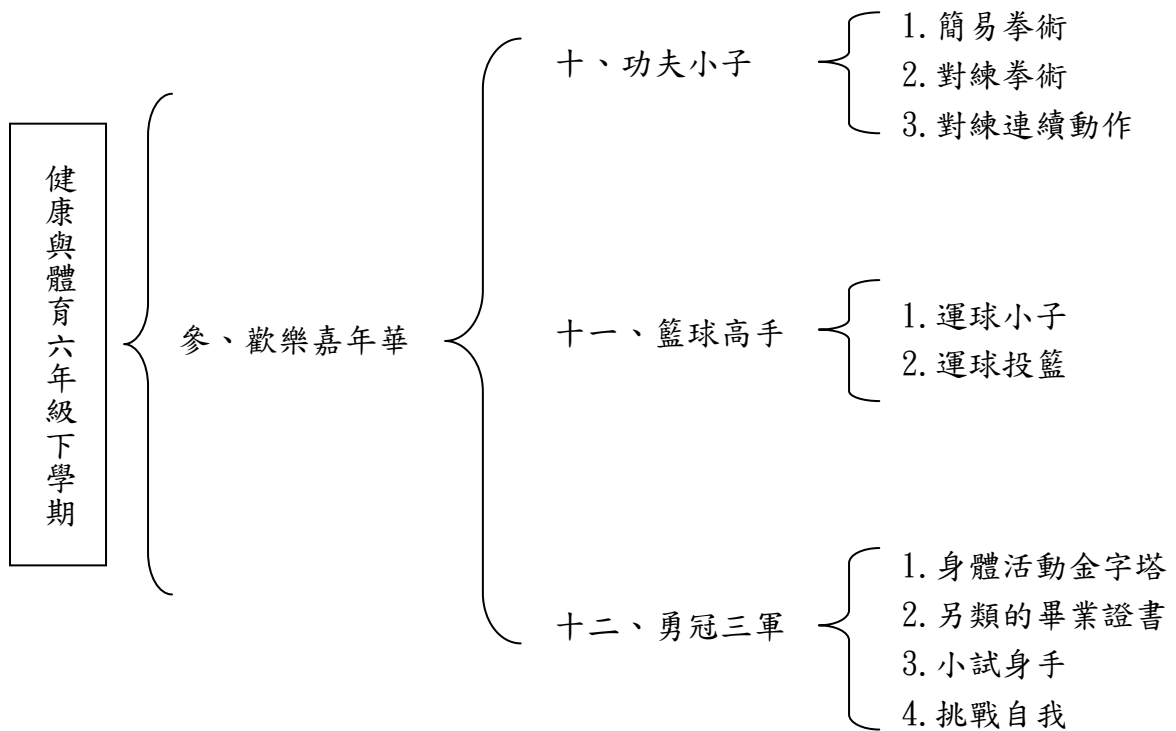 健康與體育六年級下學期
參、歡樂嘉年華
十、功夫小子
1.簡易拳術
2.對練拳術
3.對練連續動作
十一、籃球高手
1.運球小子
2.運球投籃
十二、勇冠三軍
1.身體活動金字塔
2.另類的畢業證書
3.小試身手
4.挑戰自我